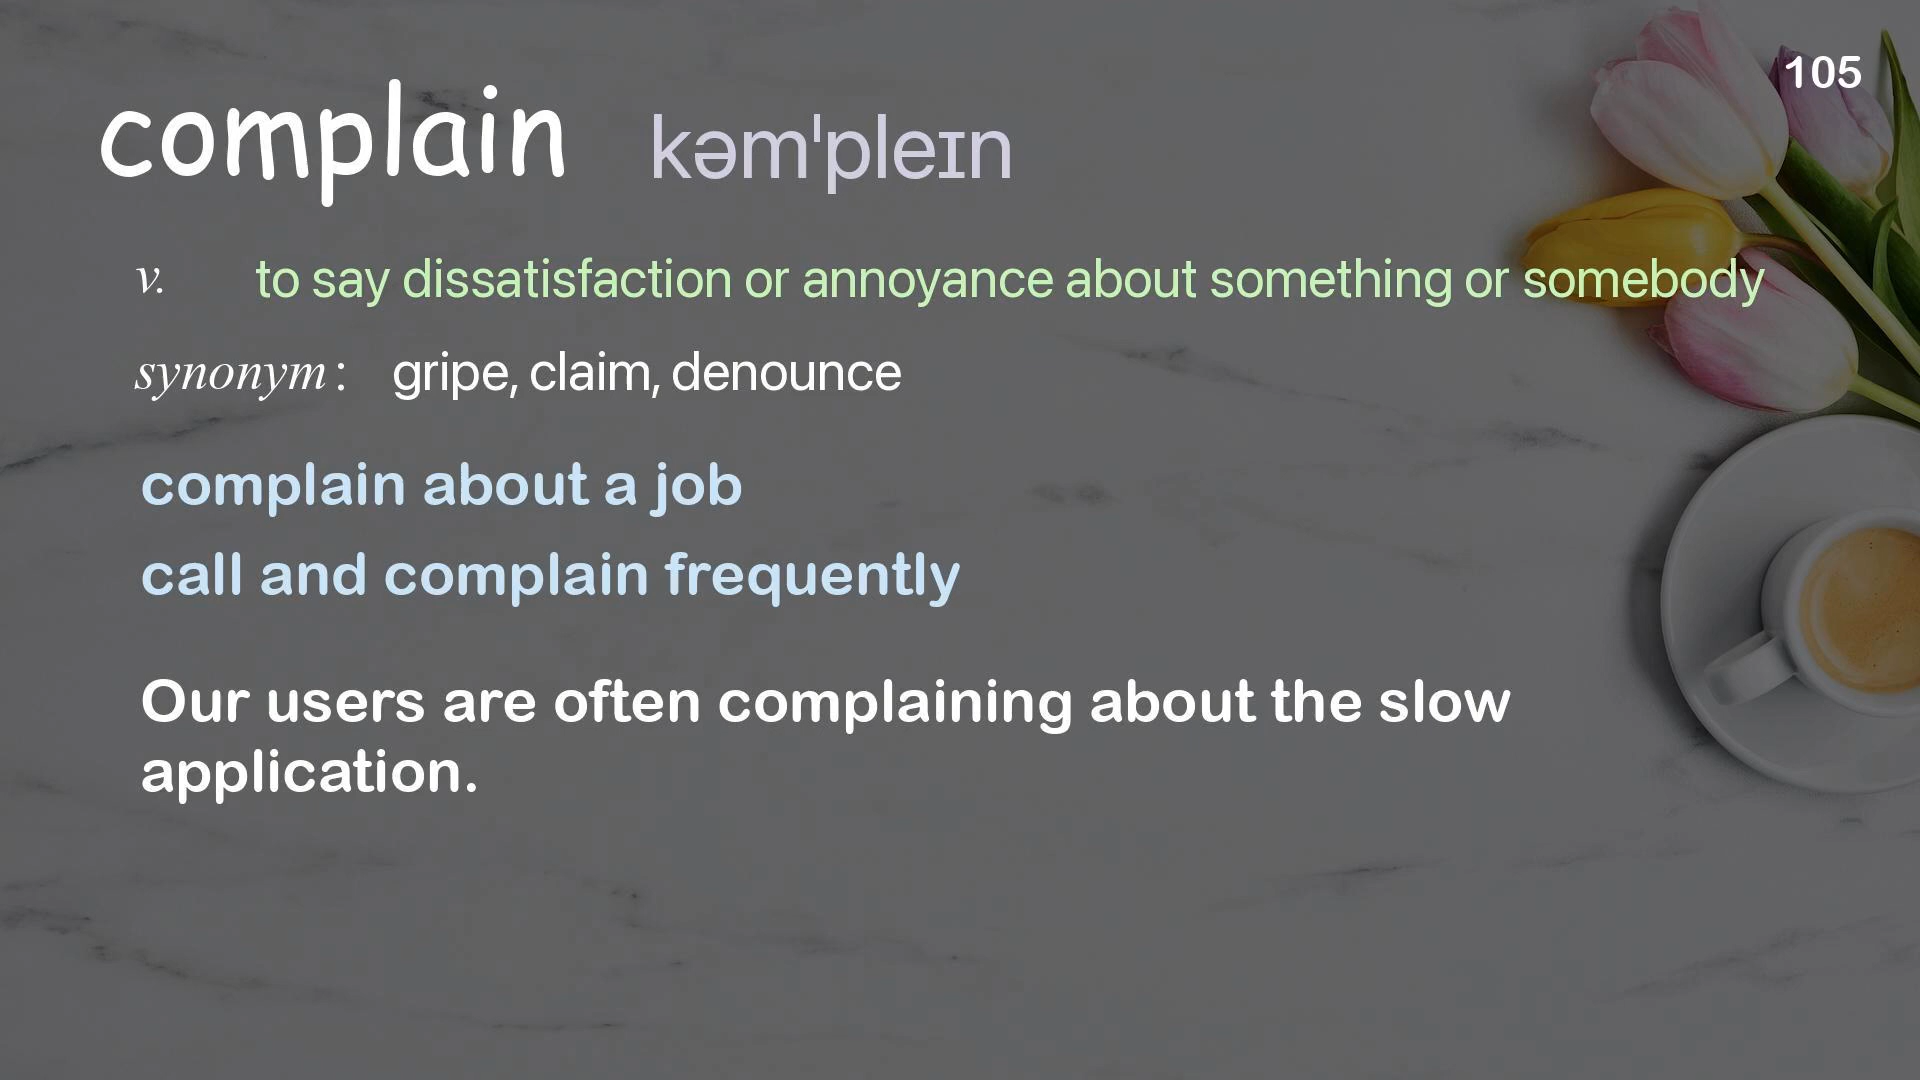 105
complain kəmˈpleɪn
v. to say dissatisfaction or annoyance about something or somebody
synonym : gripe, claim, denounce
complain about a job
call and complain frequently
Our users are often complaining about the slow
application.